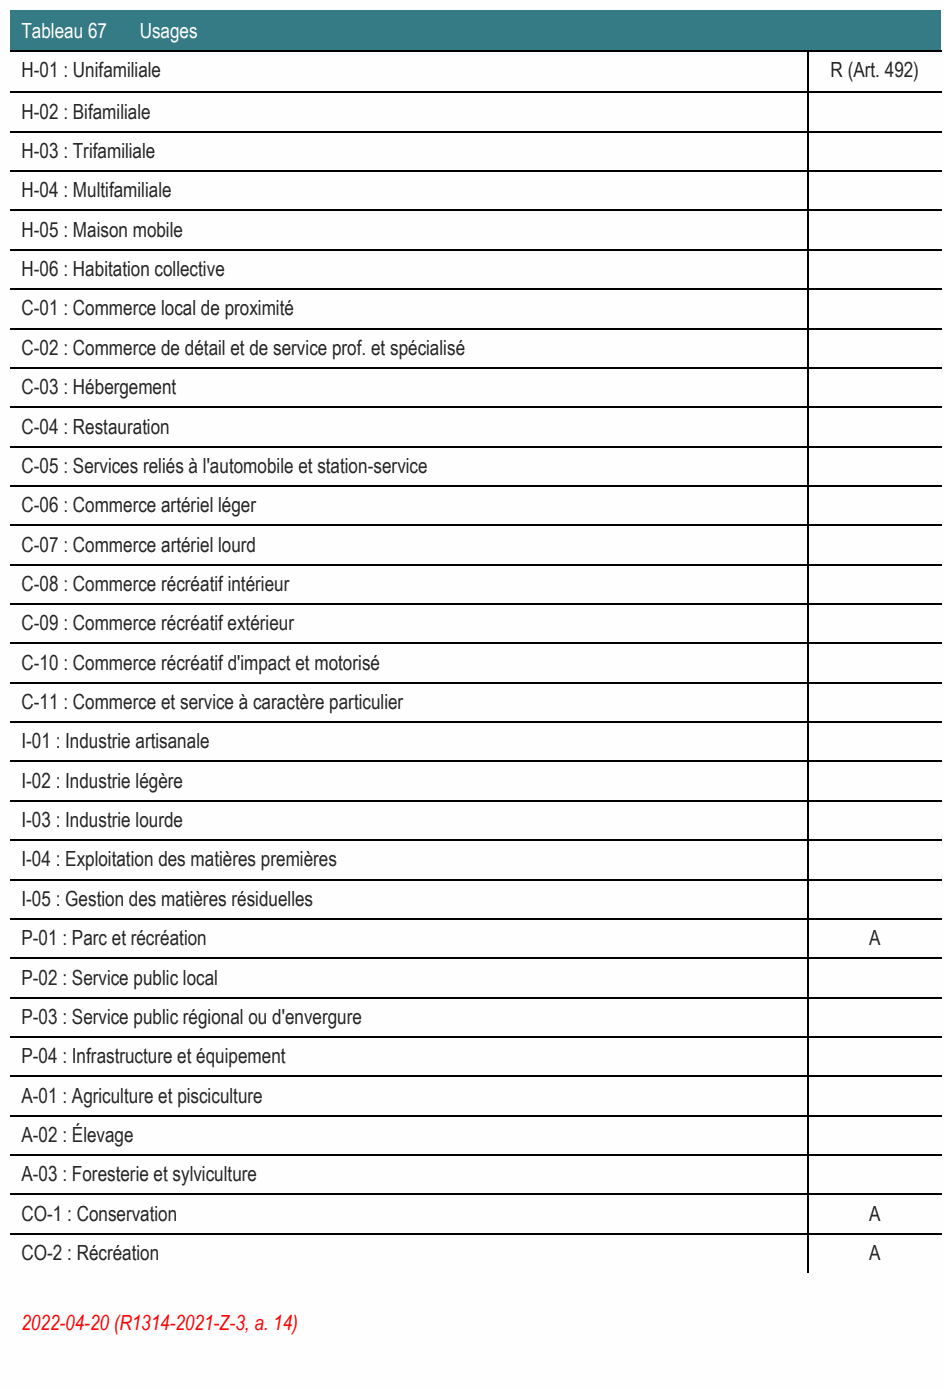 Tableau 67 Usages
H-01 : Unifamiliale R (Art. 492)
H-02 : Bifamiliale
H-03 : Trifamiliale
H-04 : Multifamiliale
H-05 : Maison mobile
H-06 : Habitation collective
C-01 : Commerce local de proximité
C-02 : Commerce de détail et de service prof. et spécialisé
C-03 : Hébergement
C-04 : Restauration
C-05 : Services reliés à l'automobile et station-service
C-06 : Commerce artériel léger
C-07 : Commerce artériel lourd
C-08 : Commerce récréatif intérieur
C-09 : Commerce récréatif extérieur
C-10 : Commerce récréatif d'impact et motorisé
C-11 : Commerce et service à caractère particulier
I-01 : Industrie artisanale
I-02 : Industrie légère
I-03 : Industrie lourde
I-04 : Exploitation des matières premières
I-05 : Gestion des matières résiduelles
P-01 : Parc et récréation A
P-02 : Service public local
P-03 : Service public régional ou d'envergure
P-04 : Infrastructure et équipement
A-01 : Agriculture et pisciculture
A-02 : Élevage
A-03 : Foresterie et sylviculture
CO-1 : Conservation A
CO-2 : Récréation A
2022-04-20 (R1314-2021-Z-3, a. 14)